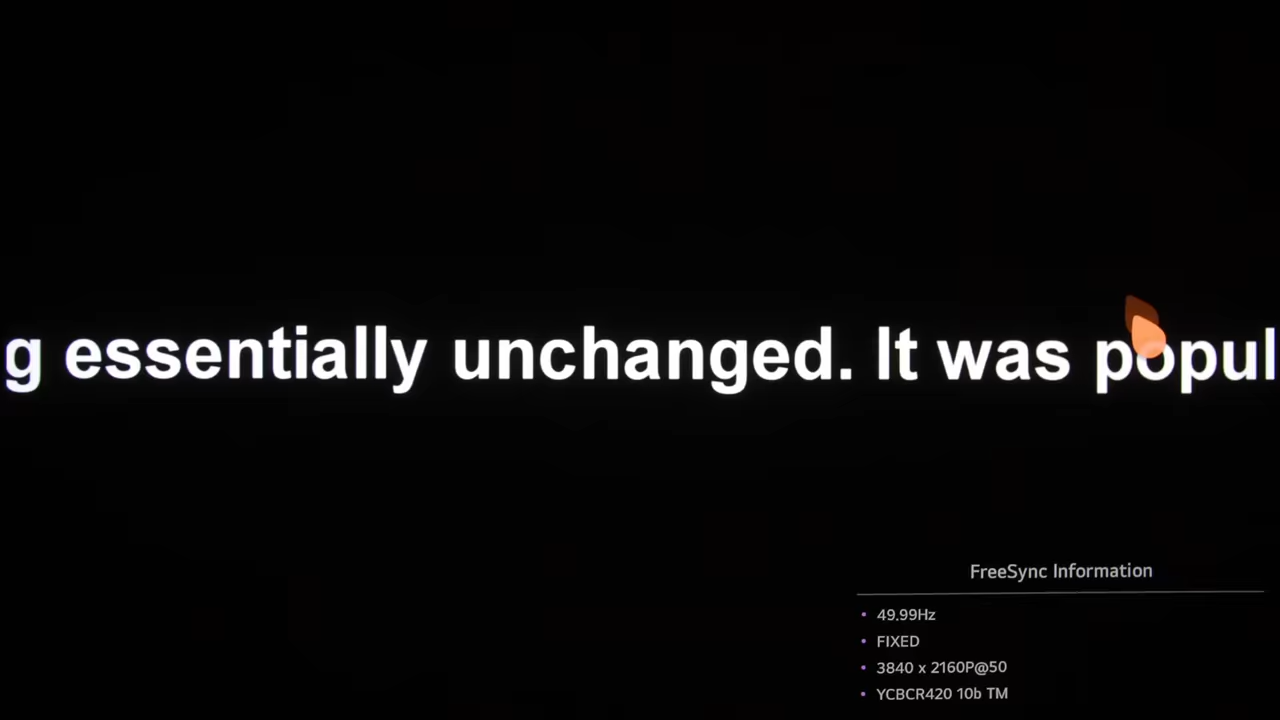 g essentially unchanged. It was popul
FreeSync Information
• 49.99Hz
• FIXED
• 3840 x 2160P@50
• YCBCR420 10b TM